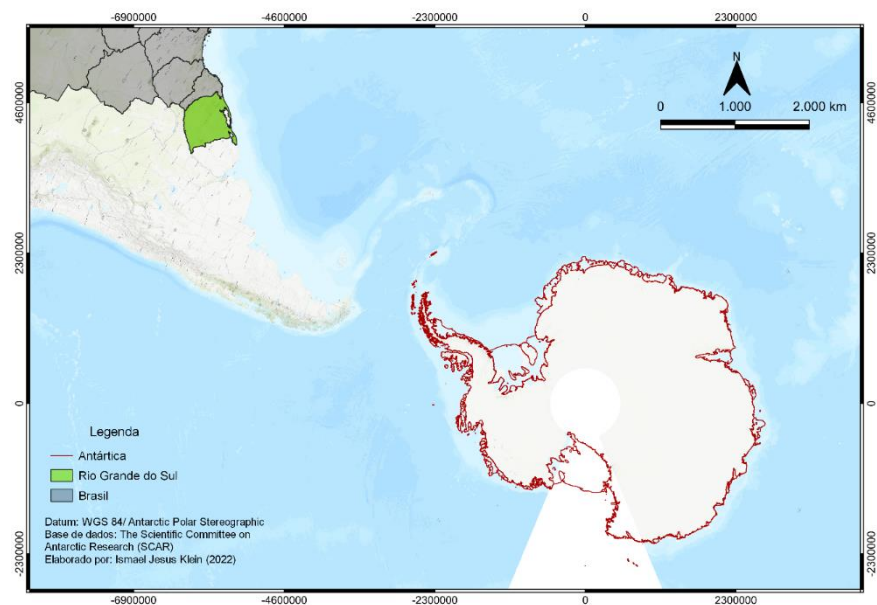 -6900000 -4600000 -2300000 0 2300000
N
0 1.000 2.000 km
4600000
4600000
2300000
2300000
0
0
-2300000
-2300000
Legenda
Antártica
Rio Grande do Sul
Brasil
Datum: WGS 84/ Antarctic Polar Stereographic
Base de dados: The Scientific Committee on
Antarctic Research (SCAR)
Elaborado por: Ismael Jesus Klein (2022)
-6900000 -4600000 -2300000 0 2300000